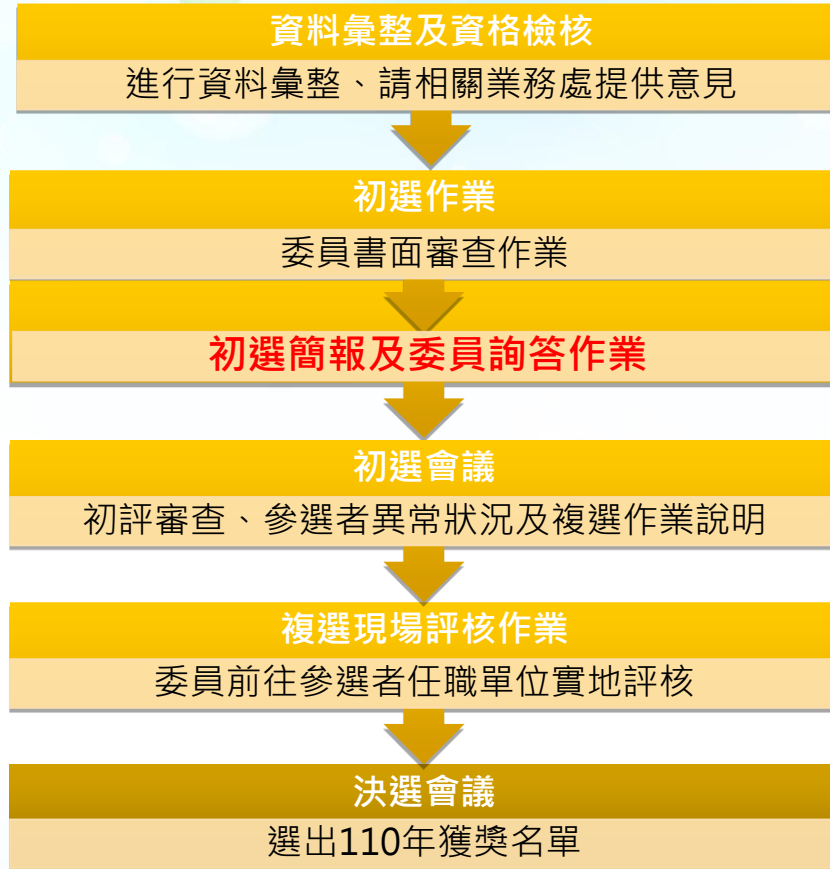 資料彙整及資格檢核
進行資料彙整、請相關業務處提供意見
初選作業
委員書面審查作業
初選簡報及委員詢答作業
初選會議
初評審查、參選者異常狀況及複選作業說明
複選現場評核作業
委員前往參選者任職單位實地評核
決選會議
選出110年獲獎名單